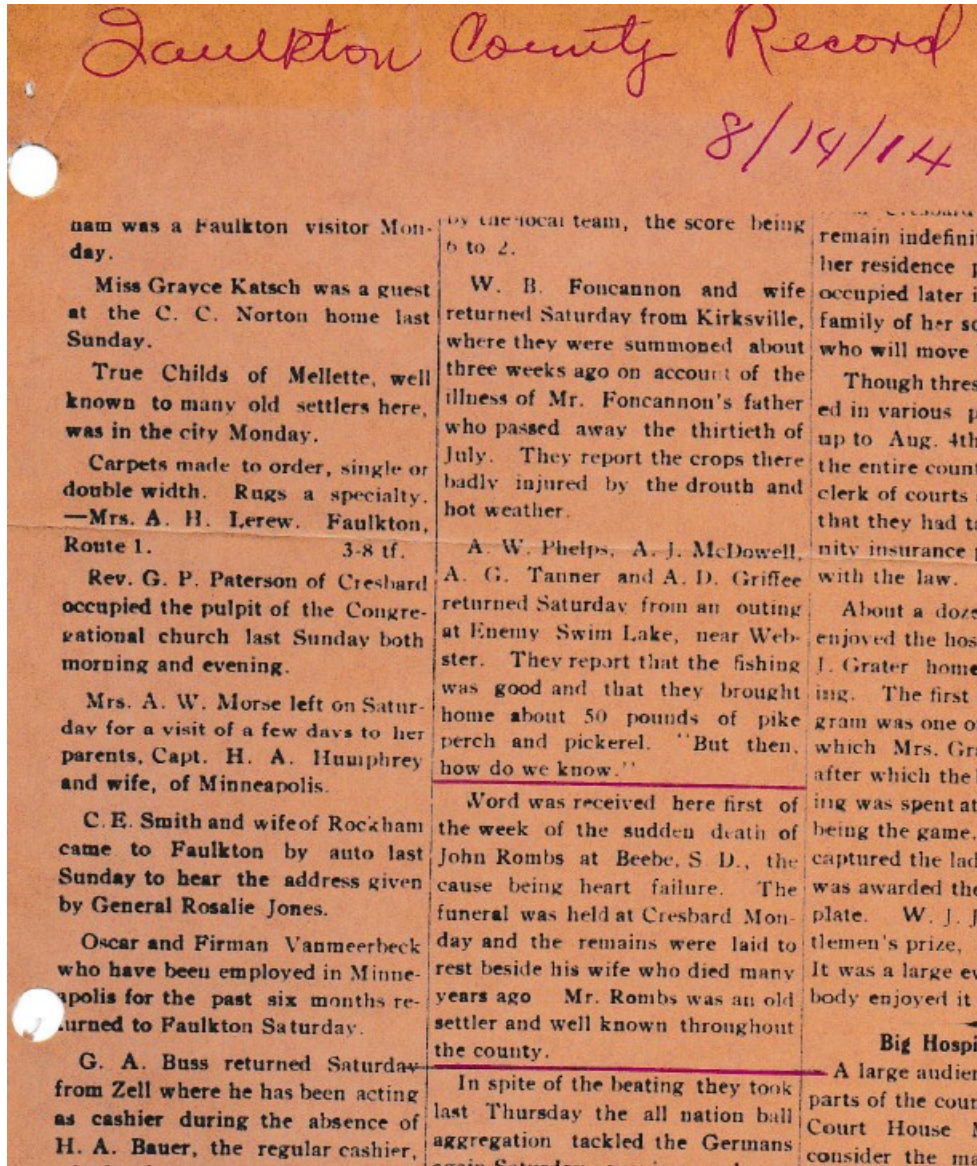 Faulkton County Record
8/14/14
nam was a Faulkton visitor Mon-
day.
Miss Grayce Katsch was a guest
at the C. C. Norton home last
Sunday.
True Childs of Mellette, well
known to many old settlers here,
was in the city Monday.
Carpets made to order, single or
double width. Rugs a specialty.
—Mrs. A. H. Lerew. Faulkton,
Route 1. 3-8 tf.
Rev. G. P. Paterson of Cresbard
occupied the pulpit of the Congre-
gational church last Sunday both
morning and evening.
Mrs. A. W. Morse left on Satur-
day for a visit of a few days to her
parents, Capt. H. A. Humphrey
and wife, of Minneapolis.
C. E. Smith and wife of Rockham
came to Faulkton by auto last
Sunday to hear the address given
by General Rosalie Jones.
Oscar and Firman Vanmeerbeck
who have been employed in Minne-
apolis for the past six months re-
turned to Faulkton Saturday.
G. A. Buss returned Saturday
from Zell where he has been acting
as cashier during the absence of
H. A. Bauer, the regular cashier,
by the local team, the score being
6 to 2.
W. B. Foncannon and wife
returned Saturday from Kirksville,
where they were summoned about
three weeks ago on account of the
illness of Mr. Foncannon's father
who passed away the thirtieth of
July. They report the crops there
badly injured by the drouth and
hot weather.
A. W. Phelps, A. J. McDowell,
A. G. Tanner and A. D. Griffee
returned Saturday from an outing
at Enemy Swim Lake, near Web-
ster. They report that the fishing
was good and that they brought
home about 50 pounds of pike
perch and pickerel. "But then,
how do we know."
Word was received here first of
the week of the sudden death of
John Rombs at Beebe, S D., the
cause being heart failure. The
funeral was held at Cresbard Mon-
day and the remains were laid to
rest beside his wife who died many
years ago Mr. Rombs was an old
settler and well known throughout
the county.
In spite of the beating they took
last Thursday the all nation ball
aggregation tackled the Germans
again Saturday
remain indefini
her residence p
occupied later i
family of her so
who will move
Though thres
ed in various p
up to Aug. 4th
the entire count
clerk of courts
that they had t
nity insurance p
with the law.
About a doze
enjoyed the hos
J. Grater home
ing. The first
gram was one o
which Mrs. Gr
after which the
ing was spent at
being the game.
captured the lad
was awarded the
plate. W. J. J
tlemen's prize,
It was a large ev
body enjoyed it
Big Hospi
A large audien
parts of the cour
Court House M
consider the ma